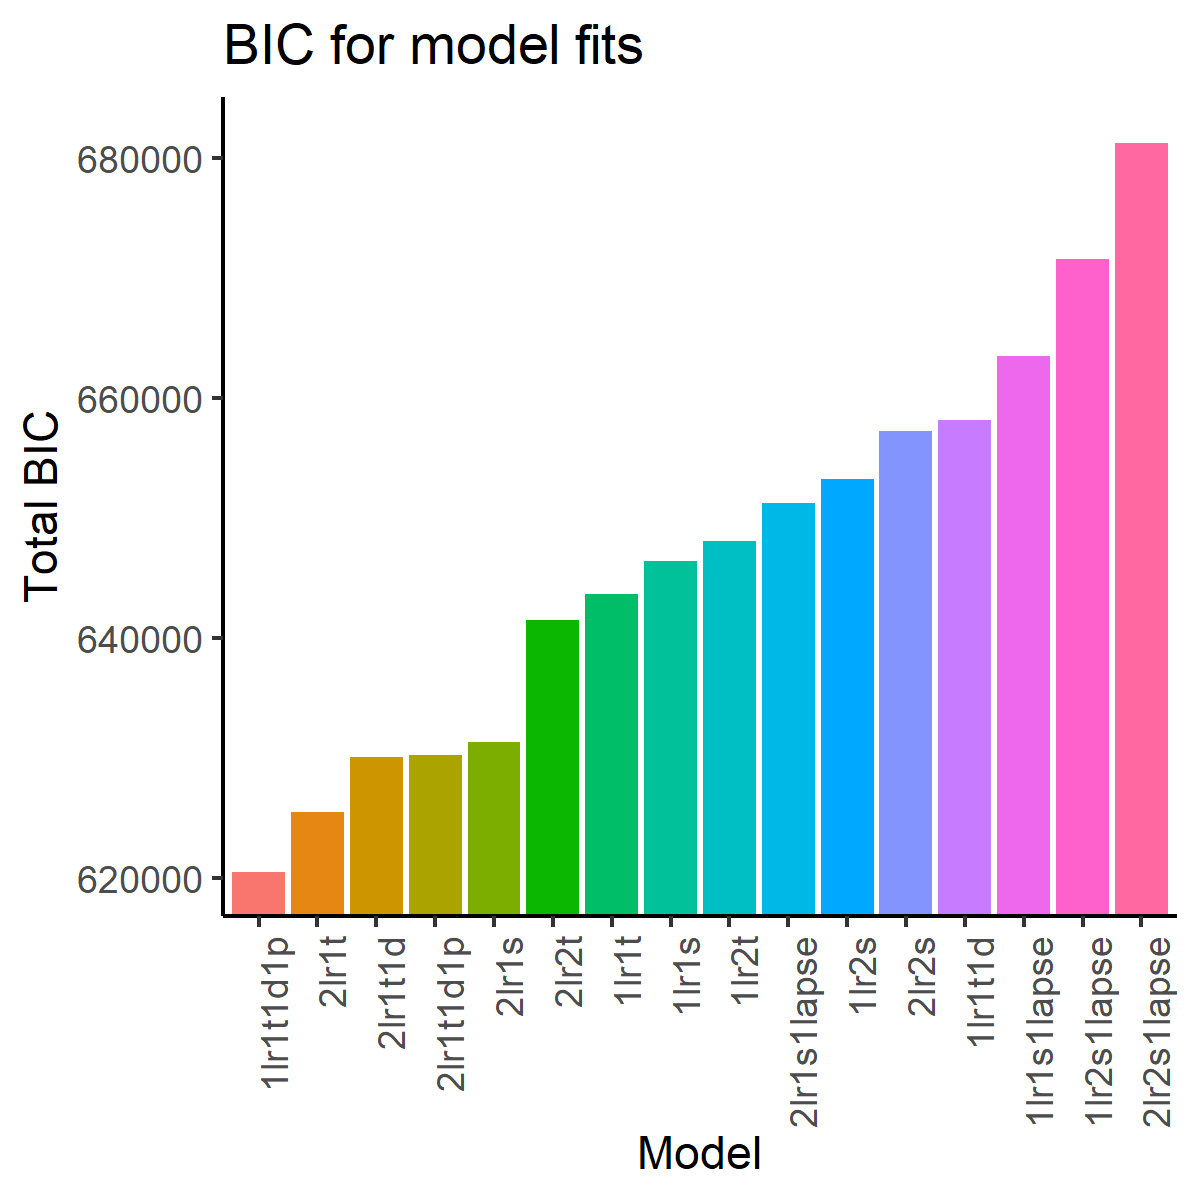 BIC for model fits
Total BIC
680000
660000
640000
620000
1lr1t1d1p
2lr1t
2lr1t1d
2lr1t1d1p
2lr1s
2lr2t
1lr1t
1lr1s
1lr2t
2lr1s1lapse
1lr2s
2lr2s
1lr1t1d
1lr1s1lapse
1lr2s1lapse
2lr2s1lapse
Model